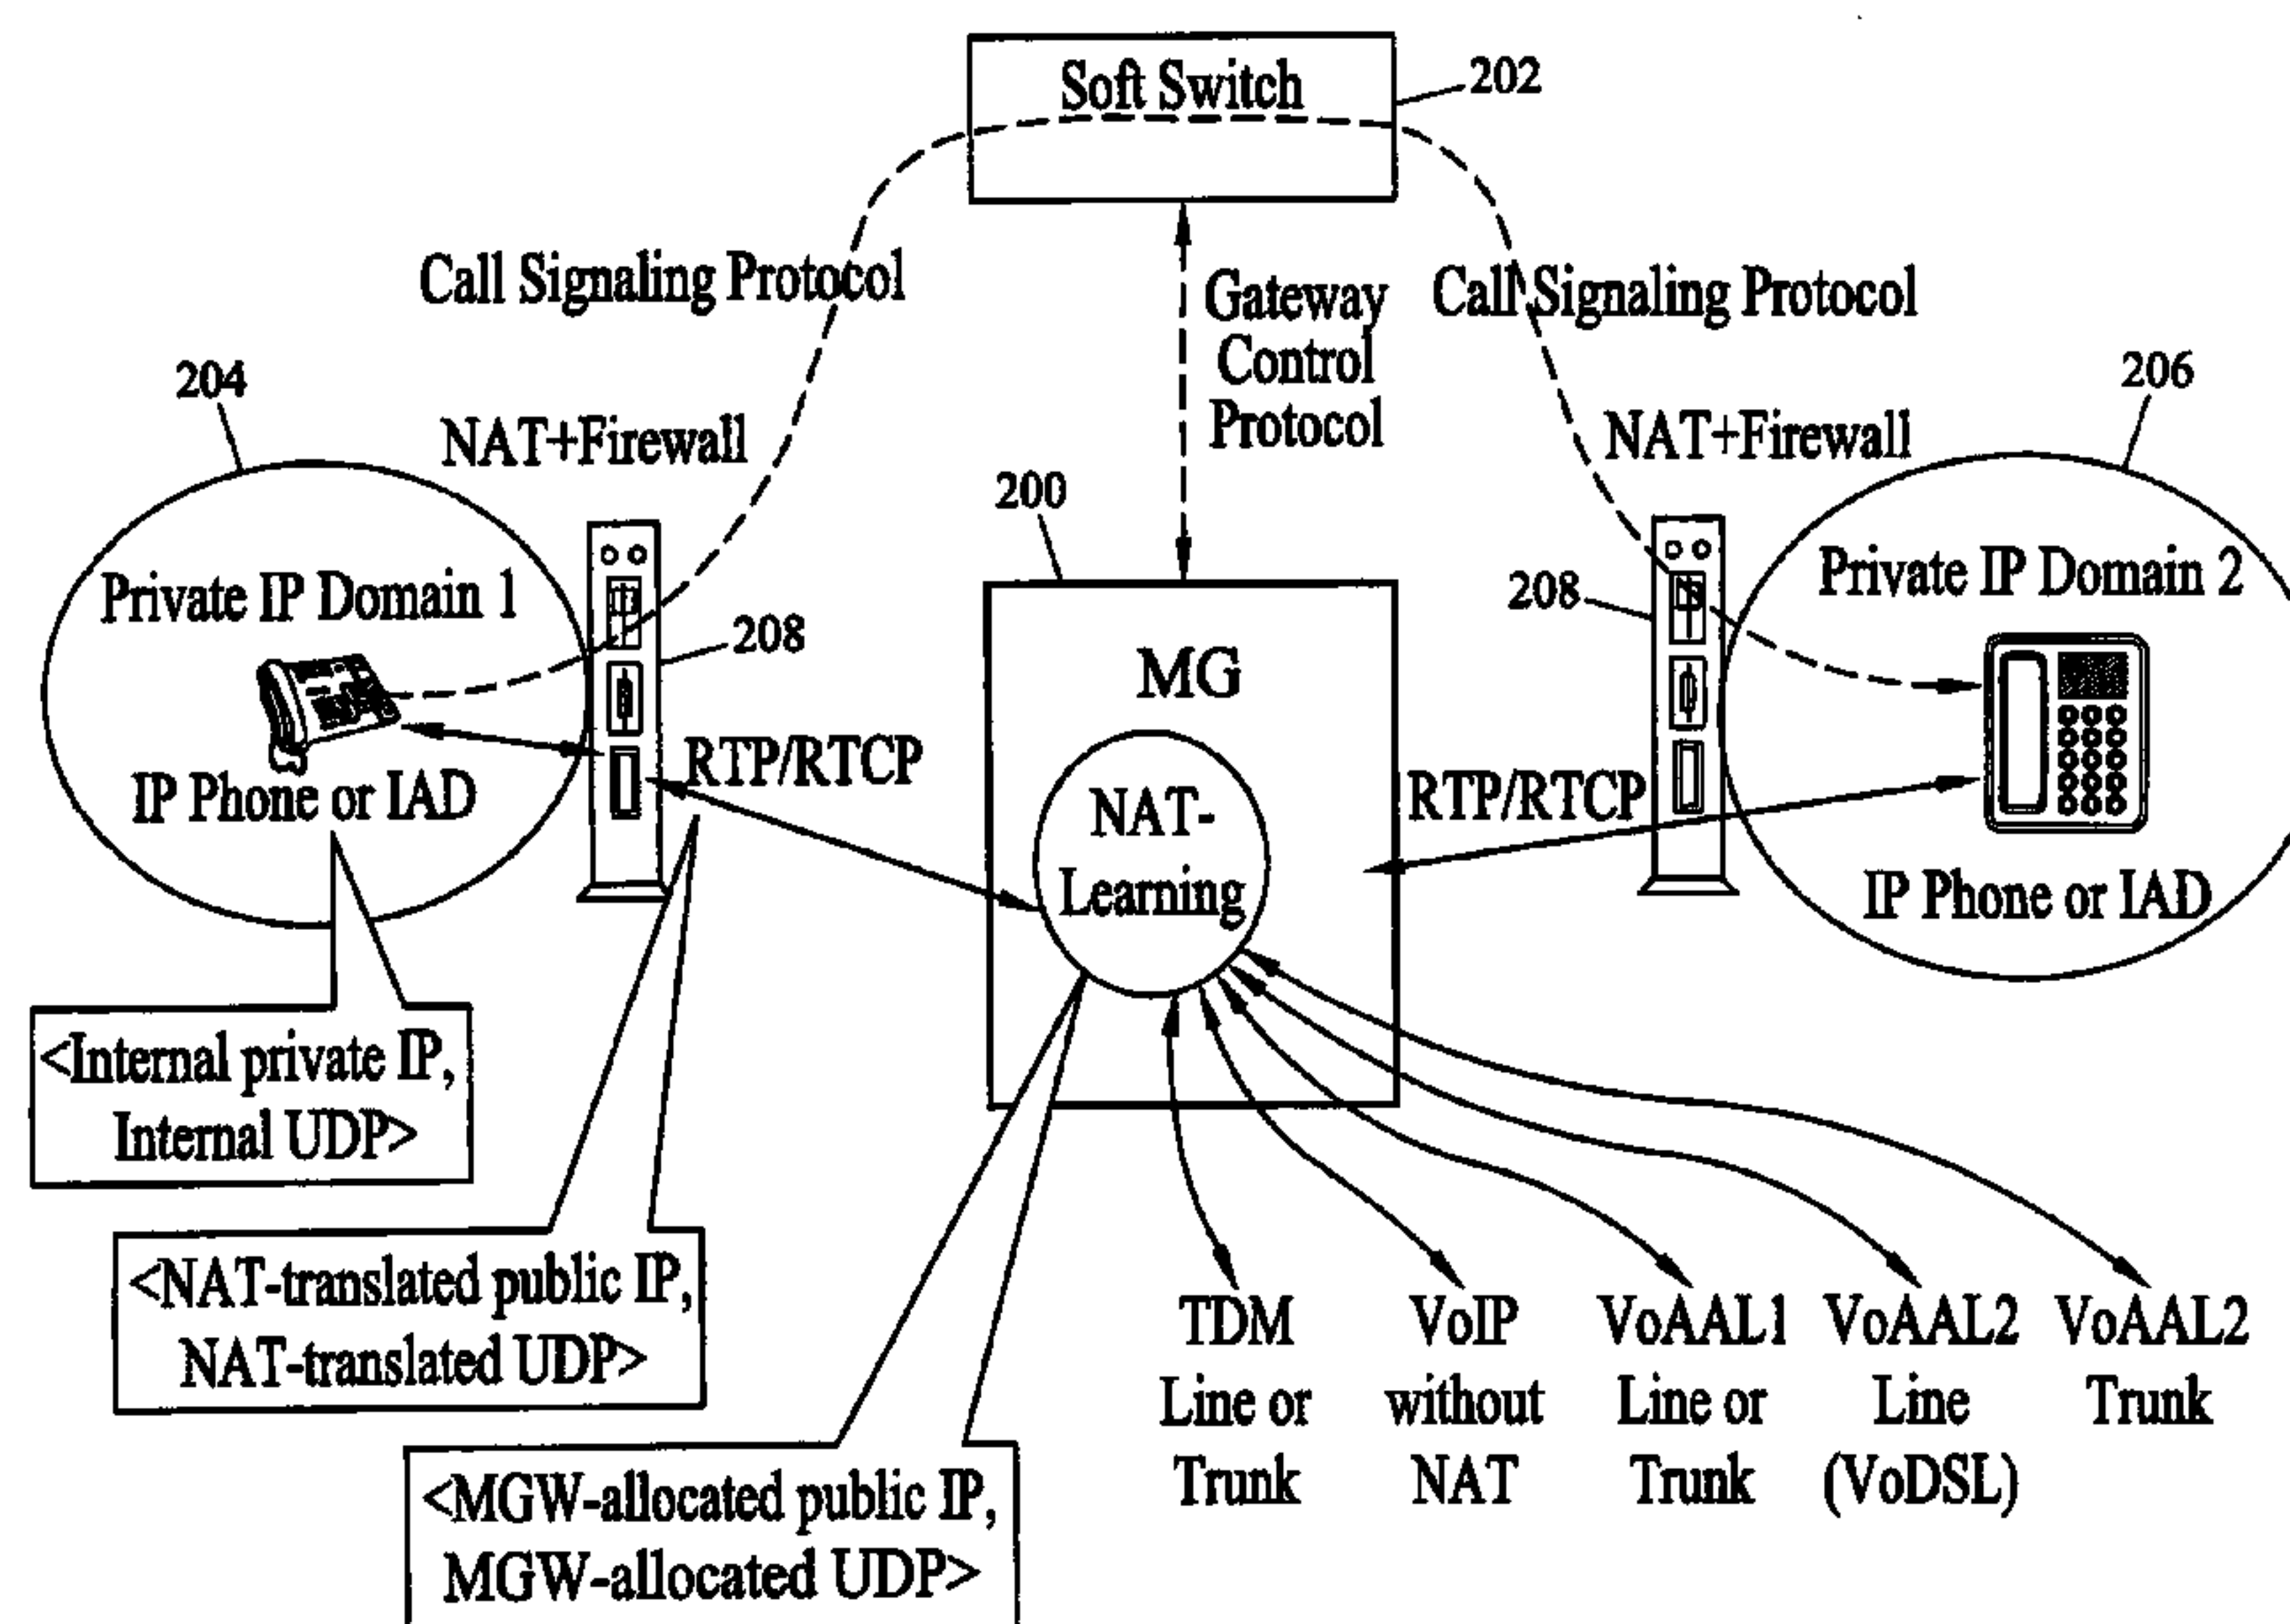 Soft Switch
202
Call Signaling Protocol
Gateway
Control
Protocol
Call Signaling Protocol
204
NAT+Firewall
200
NAT+Firewall
206
Private IP Domain 1
208
MG
208
Private IP Domain 2
IP Phone or IAD
RTP/RTCP
NAT-
Learning
RTP/RTCP
IP Phone or IAD
<Internal private IP,
Internal UDP>
<NAT-translated public IP,
NAT-translated UDP>
<MGW-allocated public IP,
MGW-allocated UDP>
TDM
Line or
Trunk
VoIP
without
NAT
VoAAL1
Line or
Trunk
VoAAL2
Line
(VoDSL)
VoAAL2
Trunk